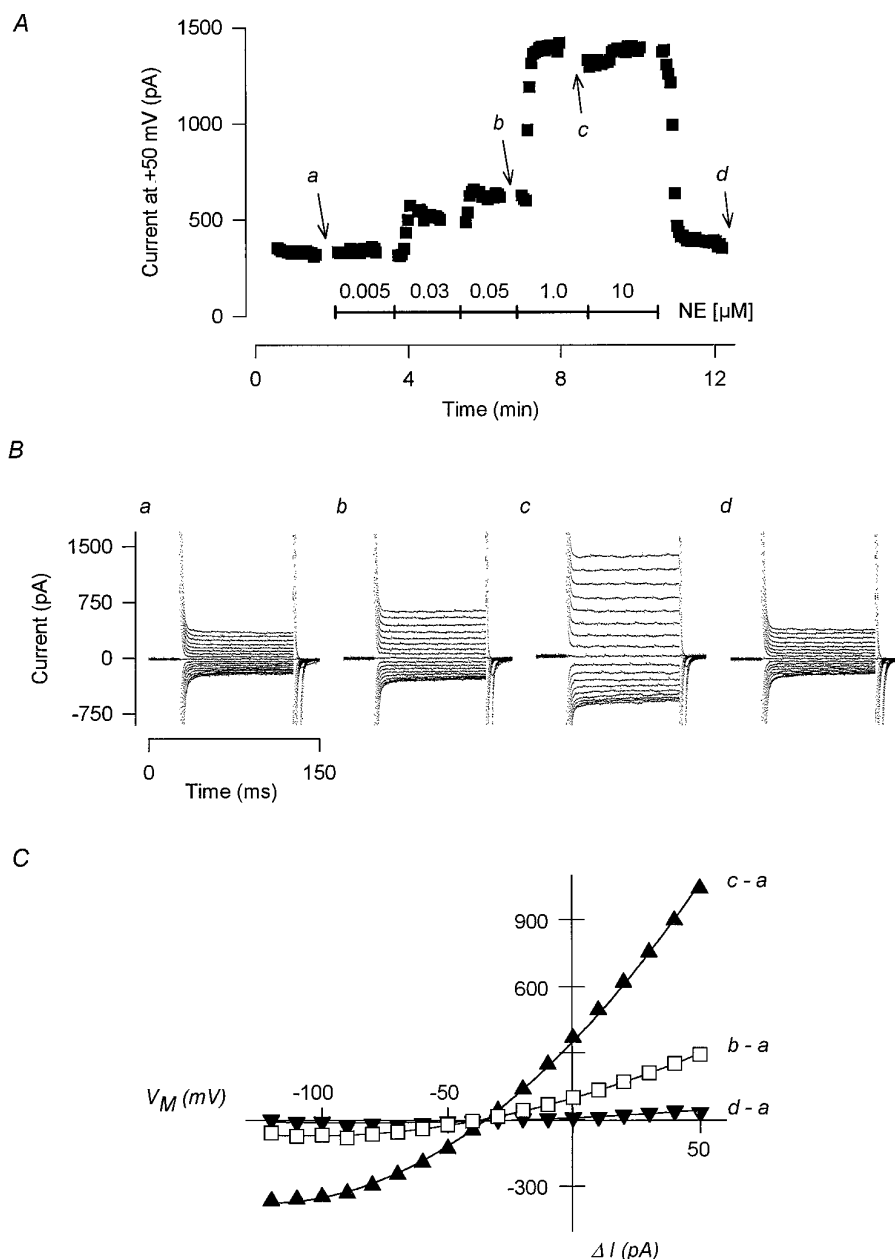 A
1500
1000
500
0
Current at +50 mV (pA)
a
b
c
d
0.005 0.03 0.05 1.0 10 NE [µM]
0 4 8 12
Time (min)
B
a b c d
1500
750
0
-750
Current (pA)
0 150
Time (ms)
C
c - a
900
600
b - a
V_M (mV) -100 -50
d - a
50
-300
Δ I (pA)